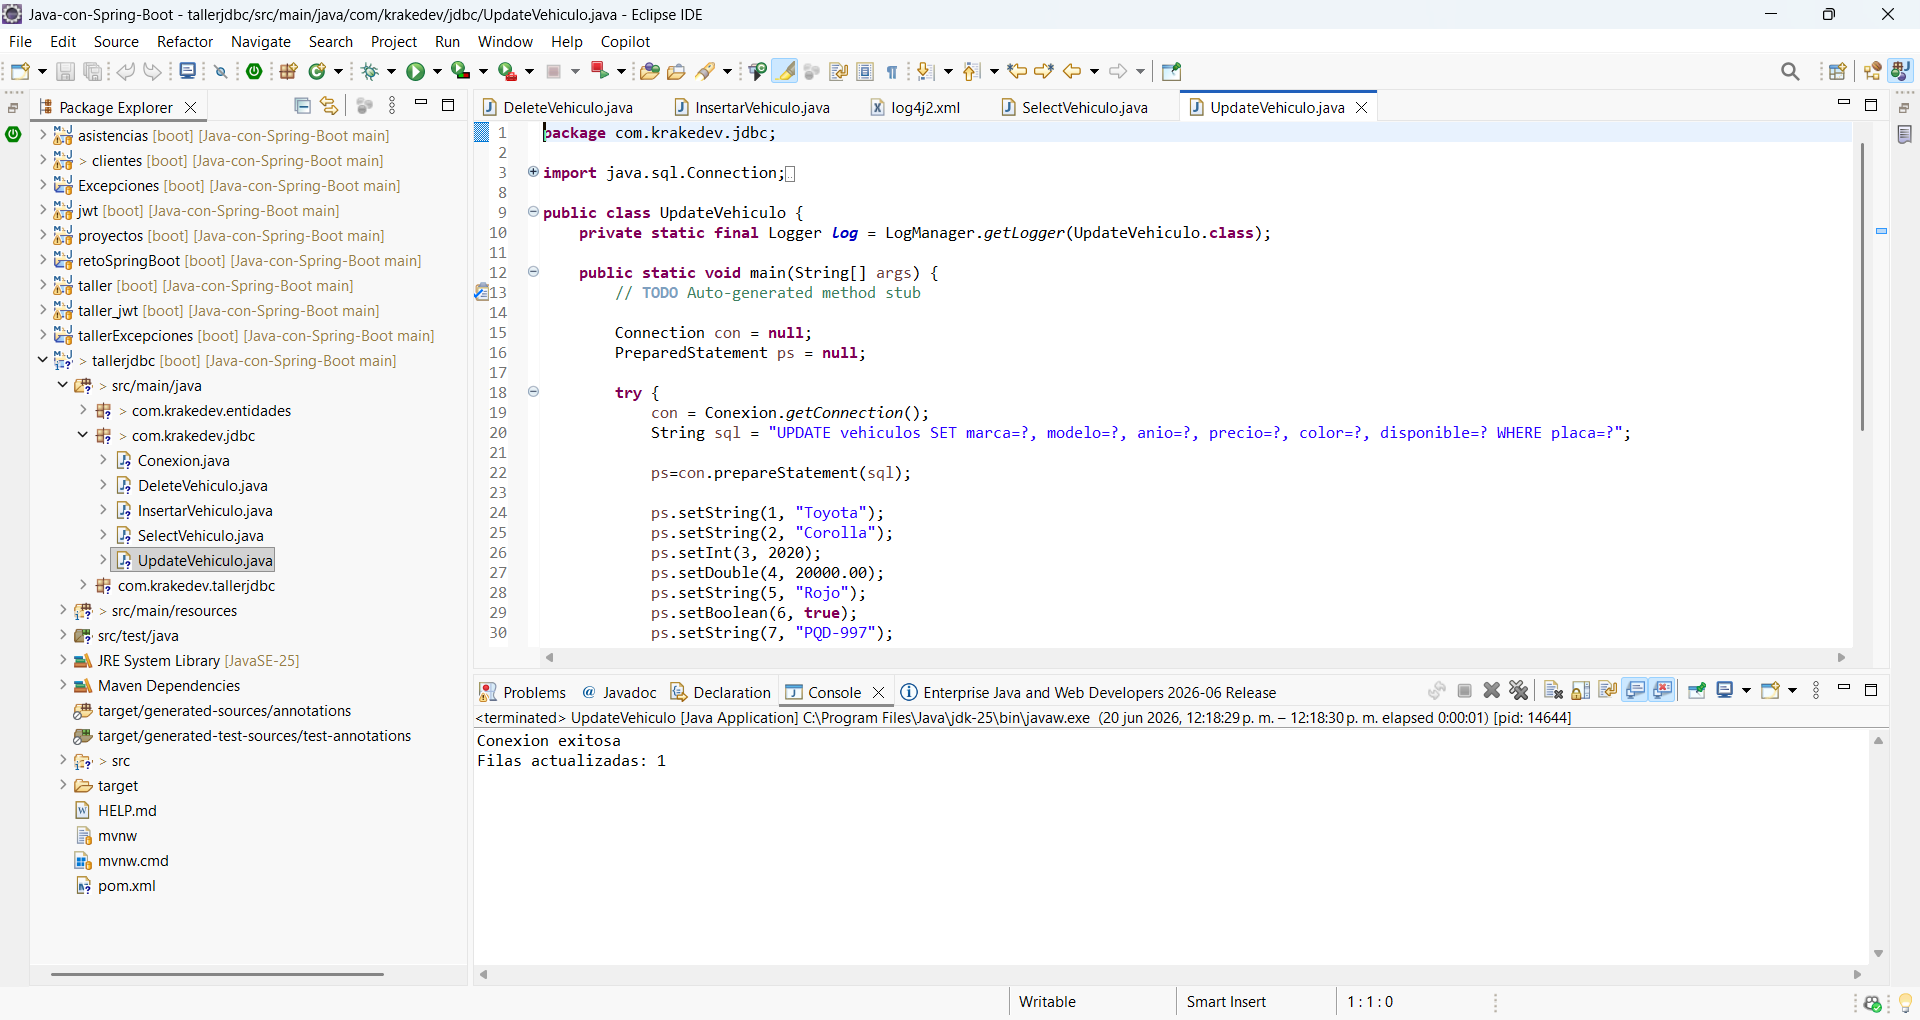 Java-con-Spring-Boot - tallerjdbc/src/main/java/com/krakedev/jdbc/UpdateVehiculo.java - Eclipse IDE
File Edit Source Refactor Navigate Search Project Run Window Help Copilot
Package Explorer
asistencias [boot] [Java-con-Spring-Boot main]
> clientes [boot] [Java-con-Spring-Boot main]
Excepciones [boot] [Java-con-Spring-Boot main]
jwt [boot] [Java-con-Spring-Boot main]
proyectos [boot] [Java-con-Spring-Boot main]
retoSpringBoot [boot] [Java-con-Spring-Boot main]
taller [boot] [Java-con-Spring-Boot main]
taller_jwt [boot] [Java-con-Spring-Boot main]
tallerExcepciones [boot] [Java-con-Spring-Boot main]
> tallerjdbc [boot] [Java-con-Spring-Boot main]
> src/main/java
> com.krakedev.entidades
> com.krakedev.jdbc
Conexion.java
DeleteVehiculo.java
InsertarVehiculo.java
SelectVehiculo.java
UpdateVehiculo.java
com.krakedev.tallerjdbc
> src/main/resources
src/test/java
JRE System Library [JavaSE-25]
Maven Dependencies
target/generated-sources/annotations
target/generated-test-sources/test-annotations
> src
target
HELP.md
mvnw
mvnw.cmd
pom.xml
DeleteVehiculo.java InsertarVehiculo.java log4j2.xml SelectVehiculo.java UpdateVehiculo.java
1 package com.krakedev.jdbc;
2
3 import java.sql.Connection;
8
9 public class UpdateVehiculo {
10 private static final Logger log = LogManager.getLogger(UpdateVehiculo.class);
11
12 public static void main(String[] args) {
13 // TODO Auto-generated method stub
14
15 Connection con = null;
16 PreparedStatement ps = null;
17
18 try {
19 con = Conexion.getConnection();
20 String sql = "UPDATE vehiculos SET marca=?, modelo=?, anio=?, precio=?, color=?, disponible=? WHERE placa=?";
21
22 ps=con.prepareStatement(sql);
23
24 ps.setString(1, "Toyota");
25 ps.setString(2, "Corolla");
26 ps.setInt(3, 2020);
27 ps.setDouble(4, 20000.00);
28 ps.setString(5, "Rojo");
29 ps.setBoolean(6, true);
30 ps.setString(7, "PQD-997");
Problems Javadoc Declaration Console Enterprise Java and Web Developers 2026-06 Release
<terminated> UpdateVehiculo [Java Application] C:\Program Files\Java\jdk-25\bin\javaw.exe (20 jun 2026, 12:18:29 p. m. – 12:18:30 p. m. elapsed 0:00:01) [pid: 14644]
Conexion exitosa
Filas actualizadas: 1
Writable Smart Insert 1 : 1 : 0